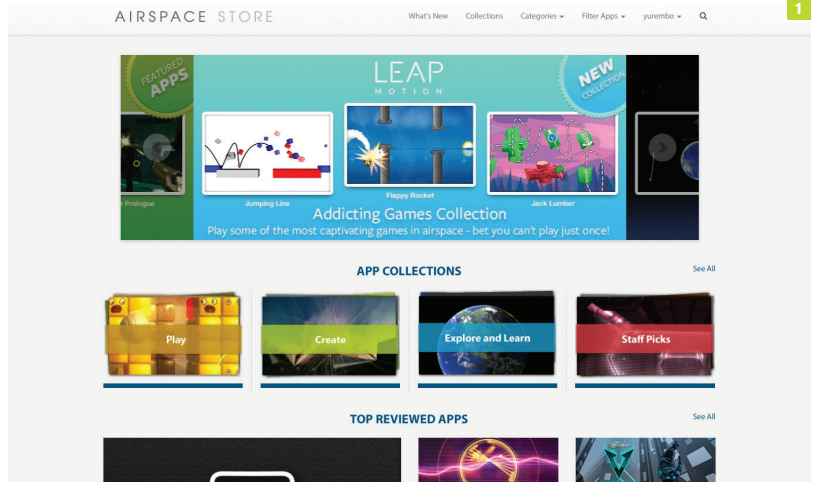 AIRSPACE STORE
What's New Collections Categories Filter Apps yurembo
1
FEATURED
APPS
LEAP
MOTION
NEW
COLLECTION
Prologue
Jumping Line
Flappy Rocket
Jack Lumber
Addicting Games Collection
Play some of the most captivating games in airspace - bet you can't play just once!
APP COLLECTIONS
See All
Play
Create
Explore and Learn
Staff Picks
TOP REVIEWED APPS
See All